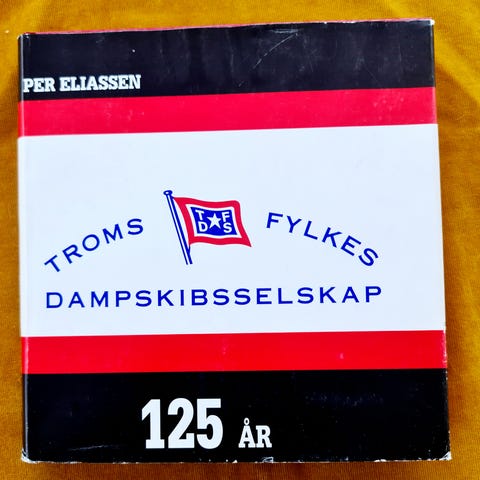 PER ELIASSEN
T F
D S
TROMS FYLKES
DAMPSKIBSSELSKAP
125 ÅR